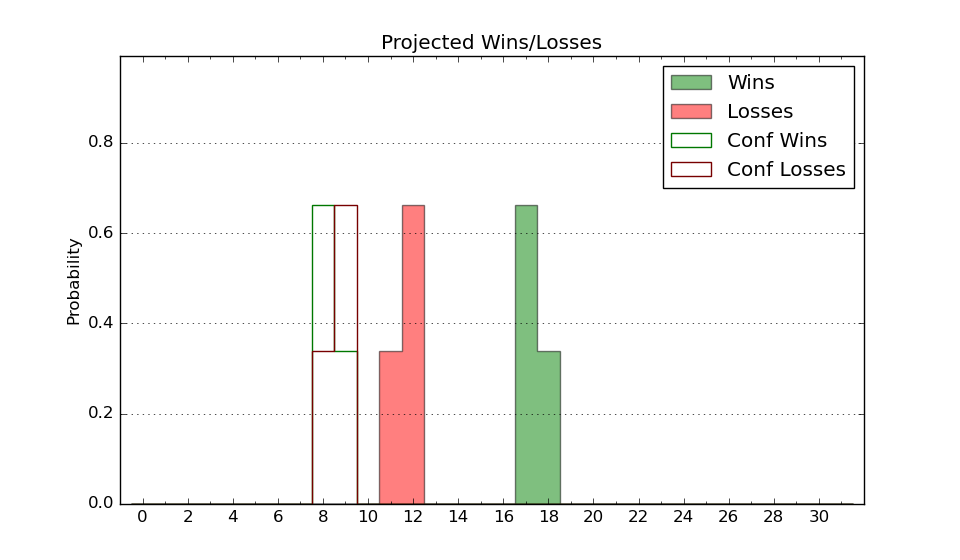 Projected Wins/Losses
Wins
Losses
Conf Wins
Conf Losses
Probability
0.8
0.6
0.4
0.2
0.0
0 2 4 6 8 10 12 14 16 18 20 22 24 26 28 30